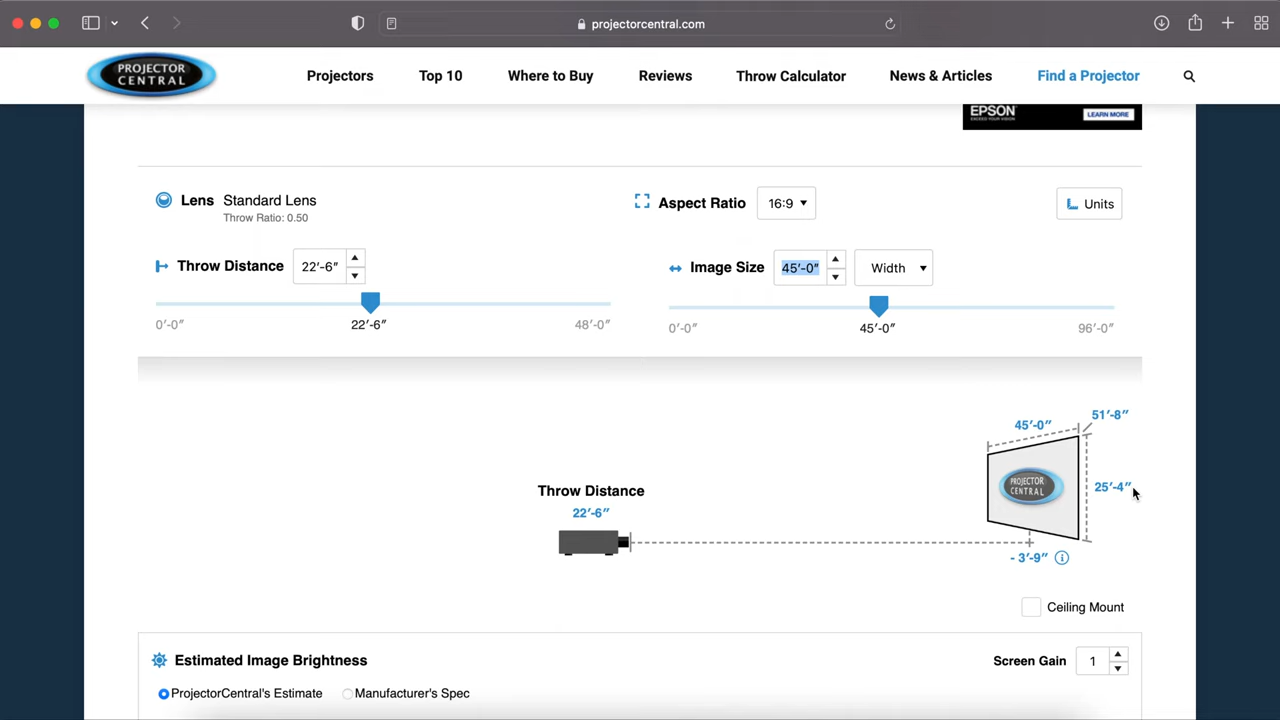 projectorcentral.com
PROJECTOR
CENTRAL
Projectors
Top 10
Where to Buy
Reviews
Throw Calculator
News & Articles
Find a Projector
EPSON
EXCEED YOUR VISION
LEARN MORE
Lens Standard Lens
Throw Ratio: 0.50
Aspect Ratio 16:9
Units
Throw Distance 22′-6″
Image Size 45′-0″ Width
0′-0″ 22′-6″ 48′-0″
0′-0″ 45′-0″ 96′-0″
51′-8″
45′-0″
PROJECTOR
CENTRAL
25′-4″
Throw Distance
22′-6″
- 3′-9″ i
Ceiling Mount
Estimated Image Brightness
Screen Gain 1
ProjectorCentral's Estimate Manufacturer's Spec